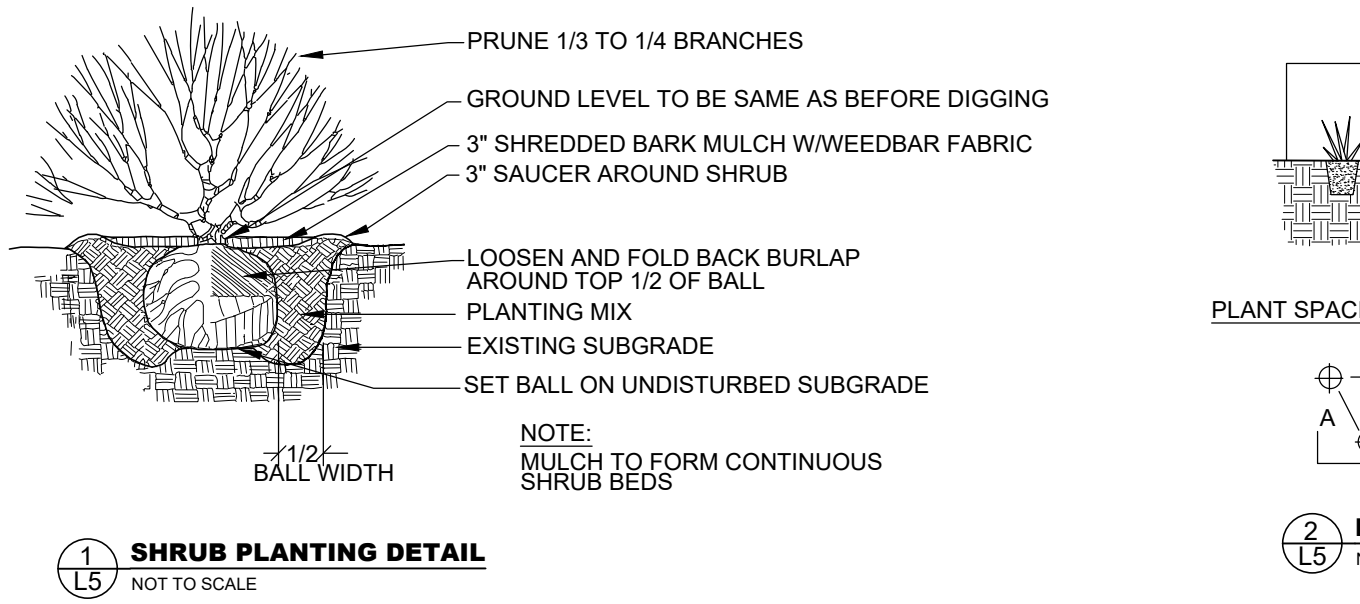 PRUNE 1/3 TO 1/4 BRANCHES
GROUND LEVEL TO BE SAME AS BEFORE DIGGING
3" SHREDDED BARK MULCH W/WEEDBAR FABRIC
3" SAUCER AROUND SHRUB
LOOSEN AND FOLD BACK BURLAP
AROUND TOP 1/2 OF BALL
PLANTING MIX
EXISTING SUBGRADE
SET BALL ON UNDISTURBED SUBGRADE
1/2
BALL WIDTH
NOTE:
MULCH TO FORM CONTINUOUS
SHRUB BEDS
1
L5
SHRUB PLANTING DETAIL
NOT TO SCALE
PLANT SPAC
A
2
L5